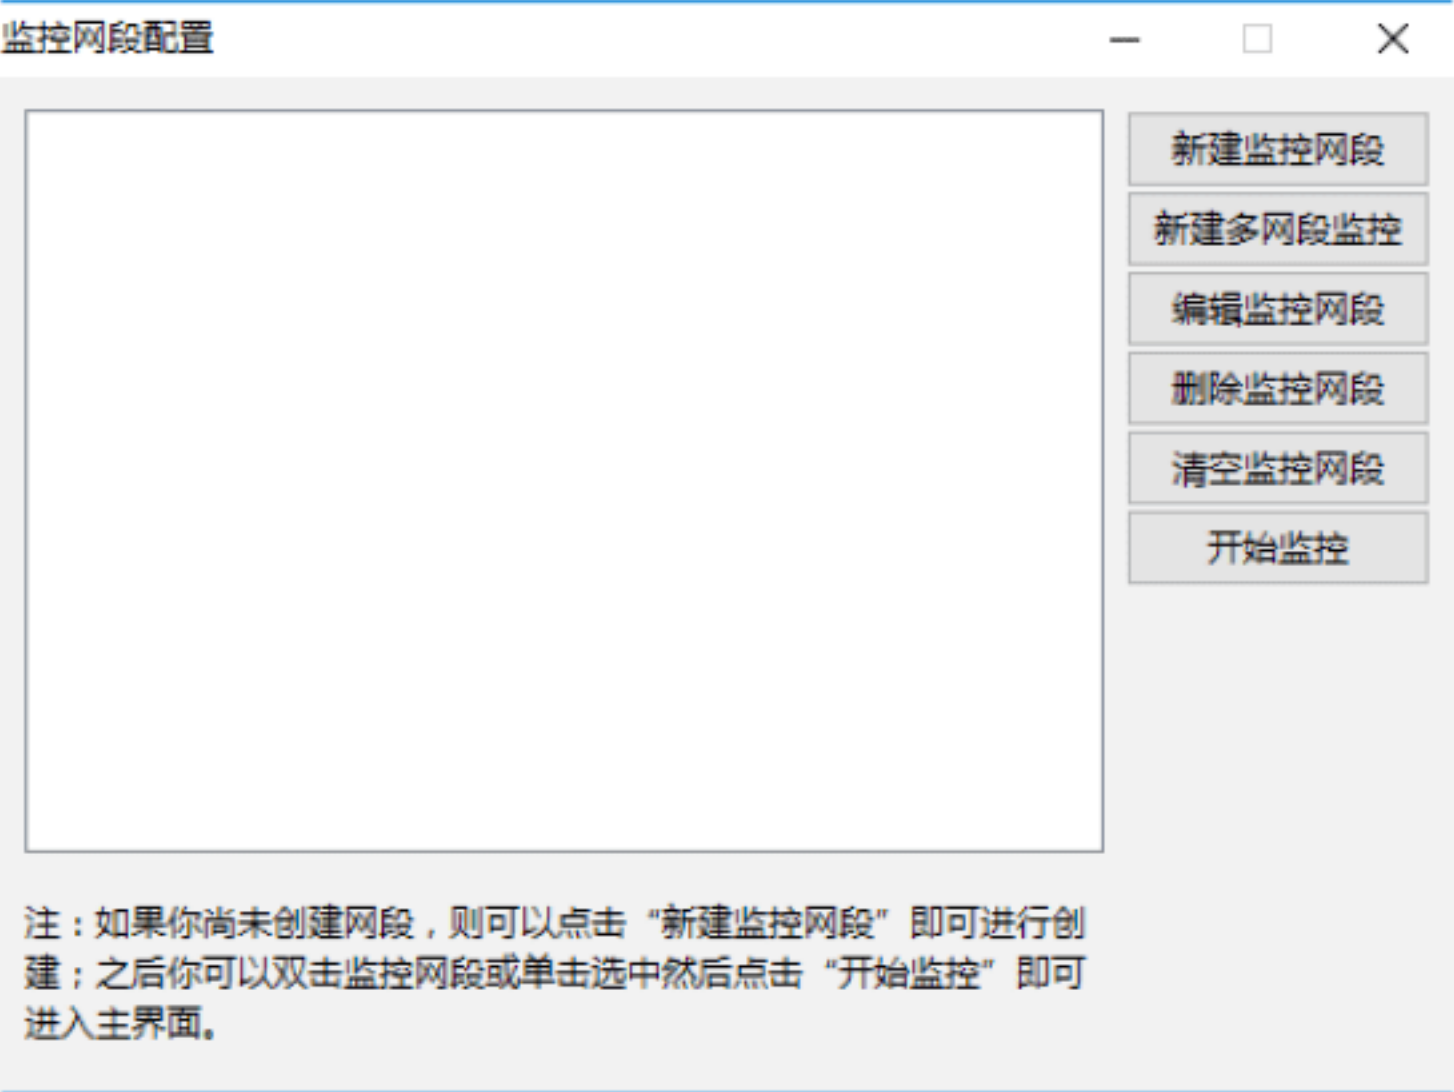 监控网段配置
新建监控网段
新建多网段监控
编辑监控网段
删除监控网段
清空监控网段
开始监控
注：如果你尚未创建网段，则可以点击“新建监控网段”即可进行创
建；之后你可以双击监控网段或单击选中然后点击“开始监控”即可
进入主界面。